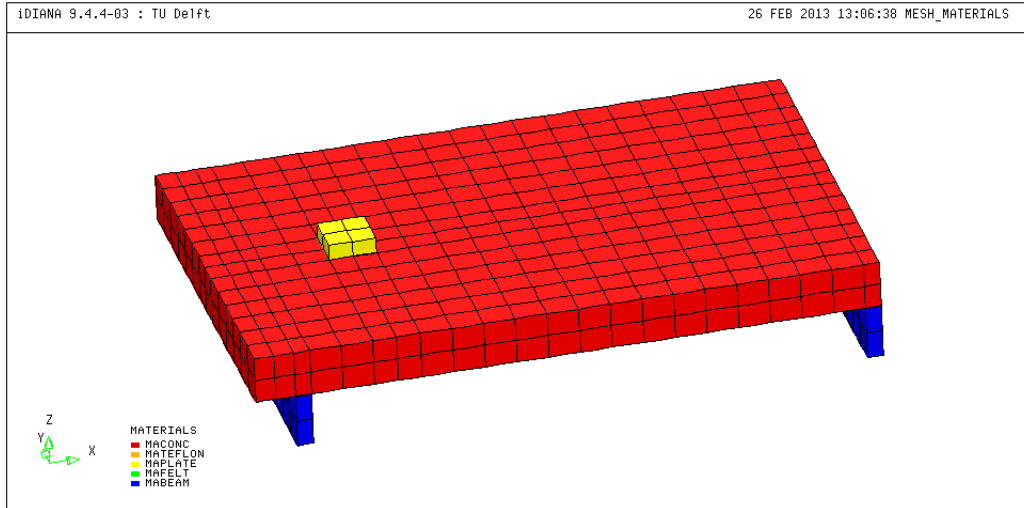 iDIANA 9.4.4-03 : TU Delft 26 FEB 2013 13:06:38 MESH_MATERIALS
Z
Y
X
MATERIALS
MACONC
MATEFLON
MAPLATE
MAFELT
MABEAM